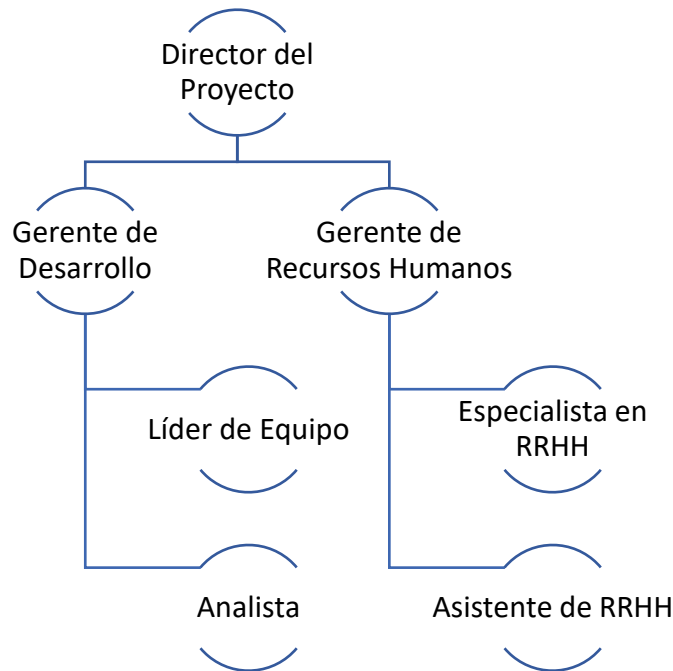 Director del
Proyecto
Gerente de
Desarrollo
Gerente de
Recursos Humanos
Líder de Equipo
Especialista en
RRHH
Analista
Asistente de RRHH